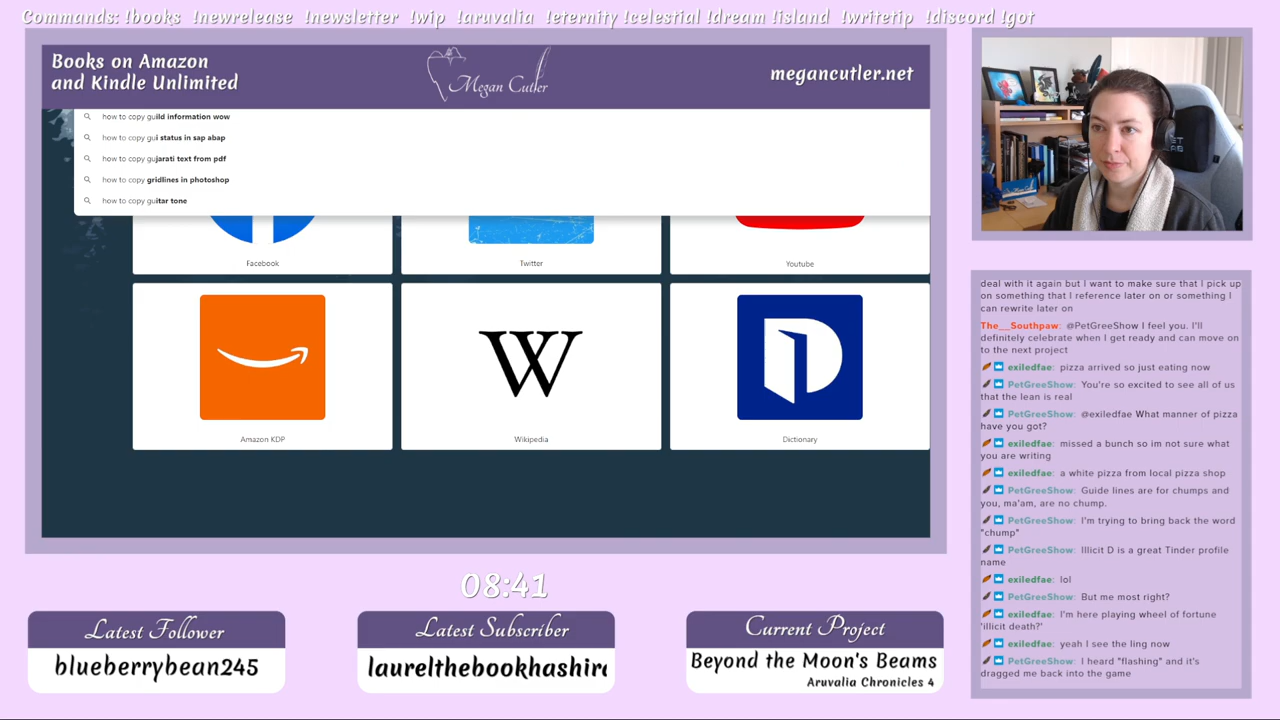 Commands: !books !newrelease !newsletter !wip !aruvalia !eternity !celestial !dream !island !writetip !discord !got
Books on Amazon
and Kindle Unlimited
Megan Cutler
megancutler.net
how to copy guild information wow
how to copy gui status in sap abap
how to copy gujarati text from pdf
how to copy gridlines in photoshop
how to copy guitar tone
Facebook
Twitter
Youtube
W
D
Amazon KDP
Wikipedia
Dictionary
deal with it again but I want to make sure that I pick up
on something that I reference later on or something I
can rewrite later on
The__Southpaw: @PetGreeShow I feel you. I'll
definitely celebrate when I get ready and can move on
to the next project
exiledfae: pizza arrived so just eating now
PetGreeShow: You're so excited to see all of us
that the lean is real
PetGreeShow: @exiledfae What manner of pizza
have you got?
exiledfae: missed a bunch so im not sure what
you are writing
exiledfae: a white pizza from local pizza shop
PetGreeShow: Guide lines are for chumps and
you, ma'am, are no chump.
PetGreeShow: I'm trying to bring back the word
"chump"
PetGreeShow: Illicit D is a great Tinder profile
name
exiledfae: lol
PetGreeShow: But me most right?
exiledfae: I'm here playing wheel of fortune
'illicit death?'
exiledfae: yeah I see the ling now
PetGreeShow: I heard "flashing" and it's
dragged me back into the game
08:41
Latest Follower
blueberrybean245
Latest Subscriber
laurelthebookhashira
Current Project
Beyond the Moon's Beams
Aruvalia Chronicles 4